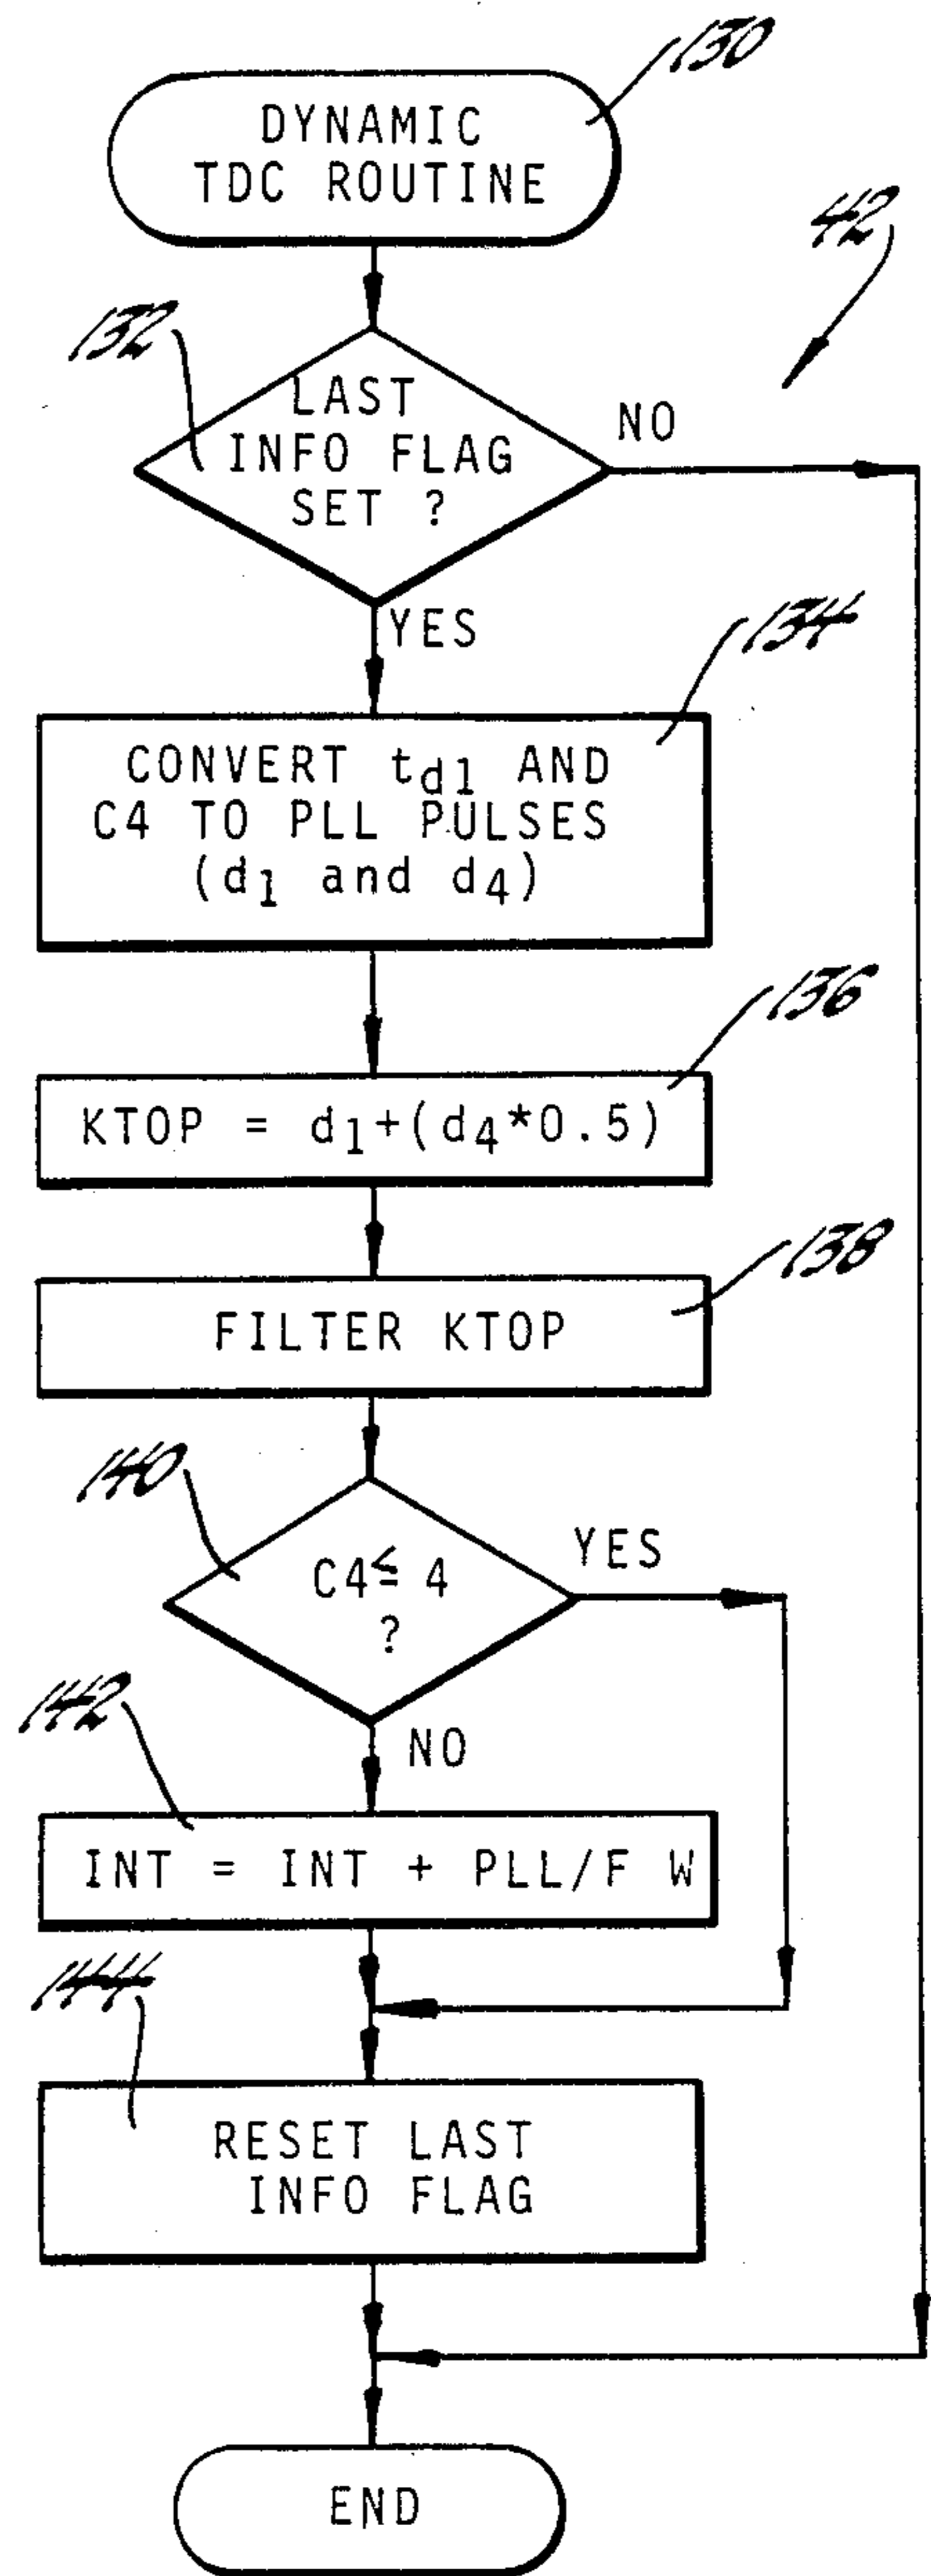 130
DYNAMIC
TDC ROUTINE
42
132
LAST
INFO FLAG
SET ?
NO
YES
134
CONVERT td1 AND
C4 TO PLL PULSES
(d1 and d4)
136
KTOP = d1+(d4*0.5)
138
FILTER KTOP
140
C4≤ 4
?
YES
142
NO
INT = INT + PLL/F W
144
RESET LAST
INFO FLAG
END